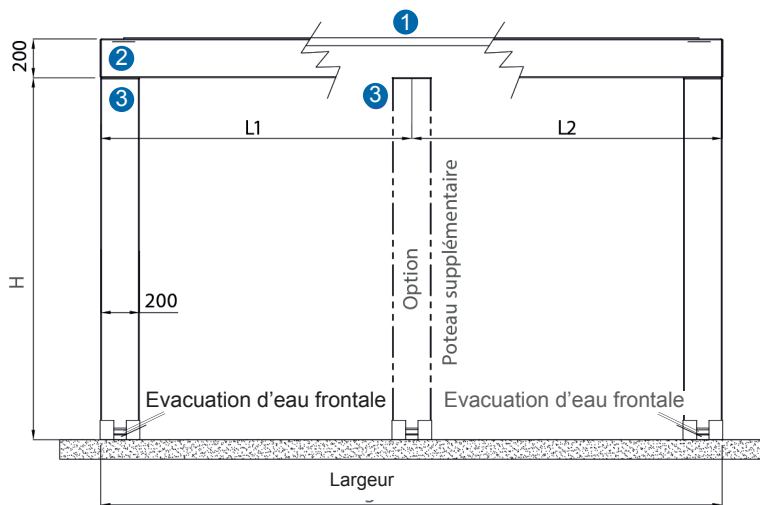 1
200
2
3
3
L1
L2
H
200
Option
Poteau supplémentaire
Evacuation d'eau frontale
Evacuation d'eau frontale
Largeur